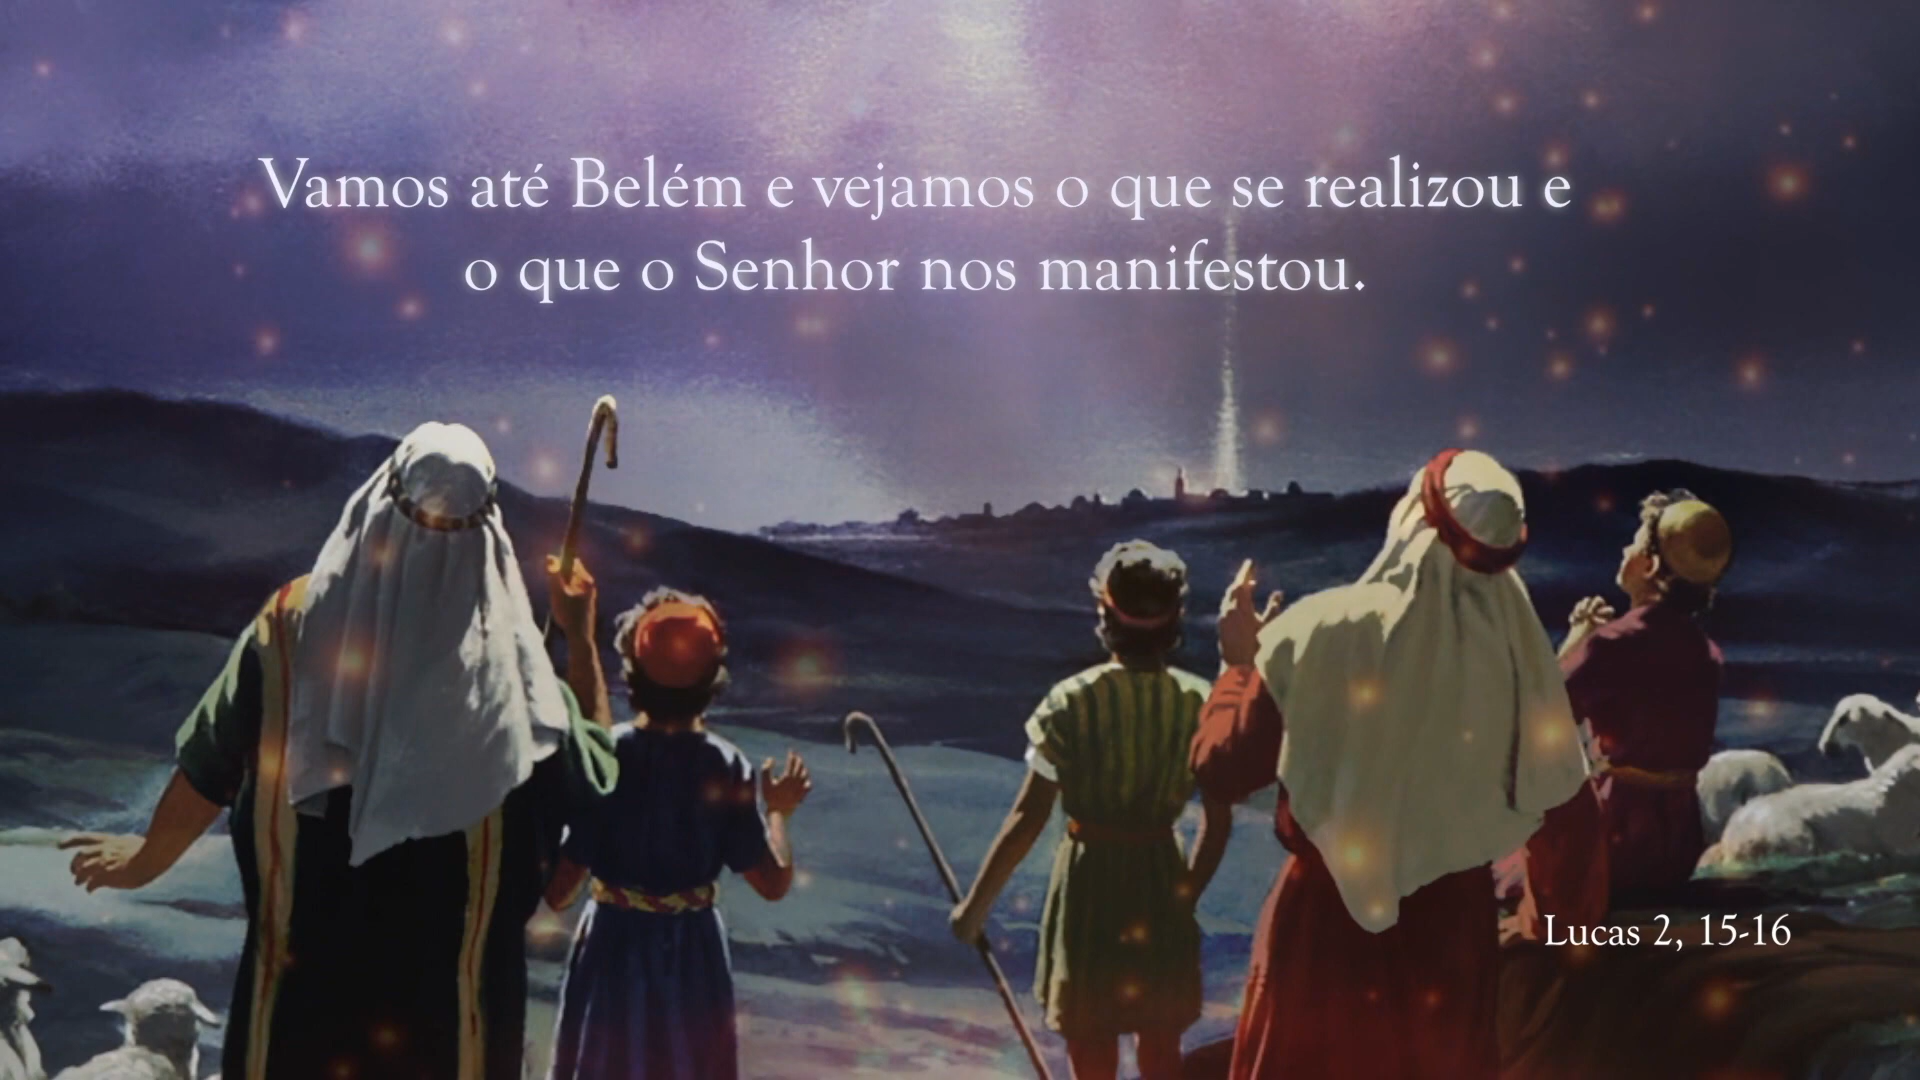 Vamos até Belém e vejamos o que se realizou e
o que o Senhor nos manifestou.
Lucas 2, 15-16